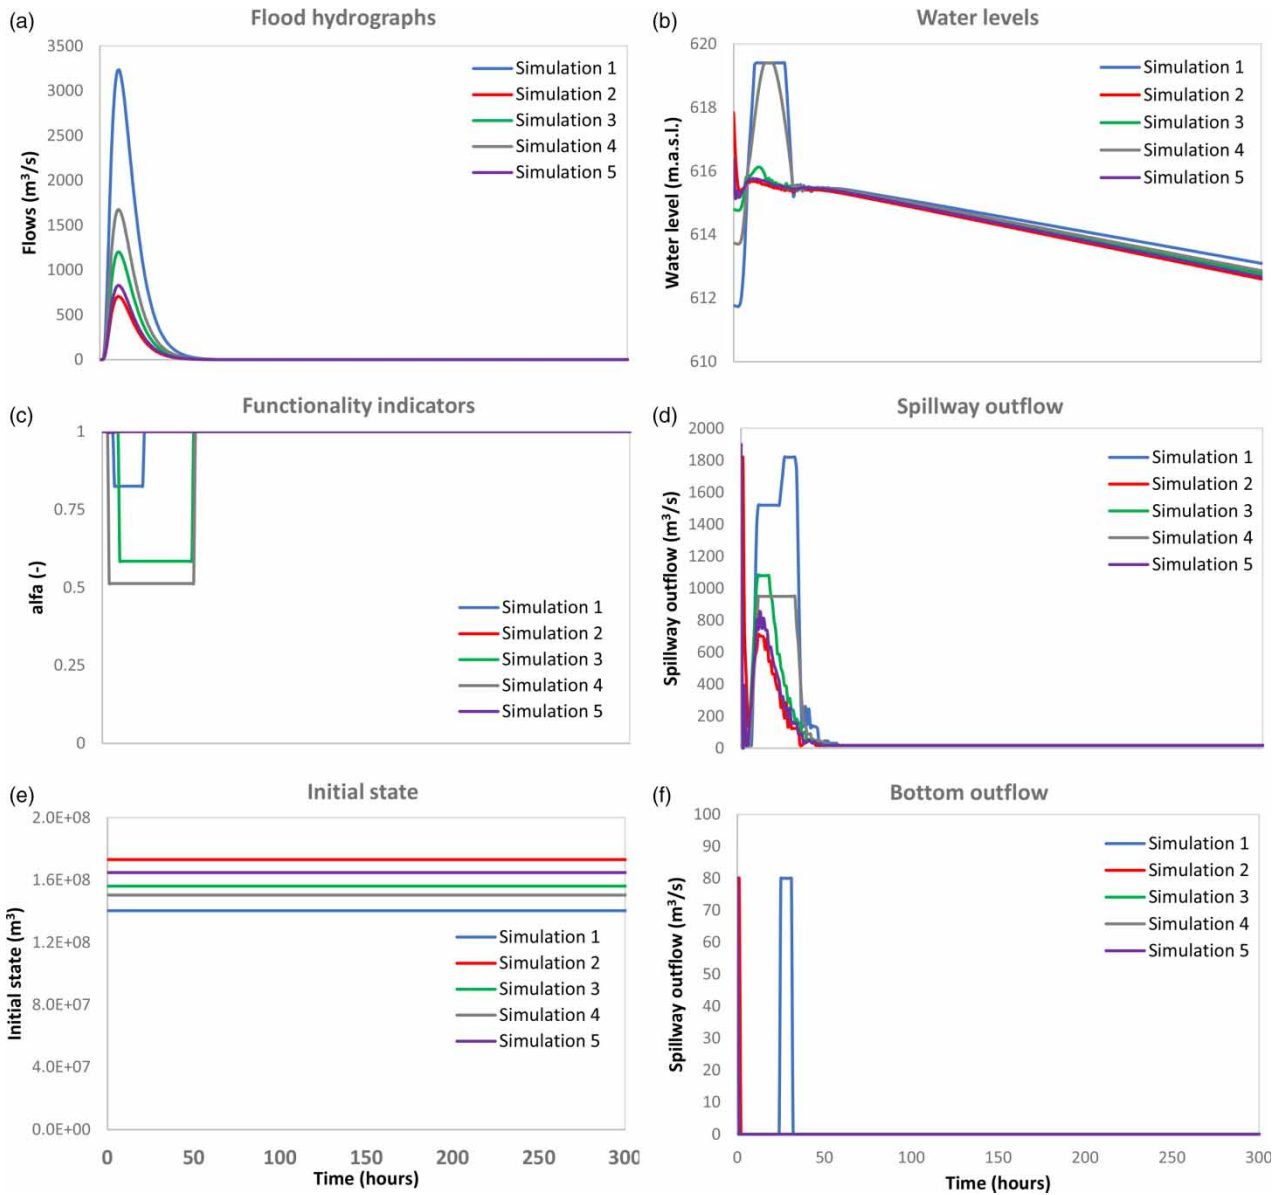 (a)
Flood hydrographs
3500
3000
2500
2000
1500
1000
500
0
Flows (m³/s)
Simulation 1
Simulation 2
Simulation 3
Simulation 4
Simulation 5
(b)
Water levels
620
618
616
614
612
610
Water level (m.a.s.l.)
Simulation 1
Simulation 2
Simulation 3
Simulation 4
Simulation 5
(c)
Functionality indicators
1
0.75
0.5
0.25
0
alfa (-)
Simulation 1
Simulation 2
Simulation 3
Simulation 4
Simulation 5
(d)
Spillway outflow
2000
1800
1600
1400
1200
1000
800
600
400
200
0
Spillway outflow (m³/s)
Simulation 1
Simulation 2
Simulation 3
Simulation 4
Simulation 5
(e)
Initial state
2.0E+08
1.6E+08
1.2E+08
8.0E+07
4.0E+07
0.0E+00
Initial state (m³)
Simulation 1
Simulation 2
Simulation 3
Simulation 4
Simulation 5
0 50 100 150 200 250 300
Time (hours)
(f)
Bottom outflow
100
90
80
70
60
50
40
30
20
10
0
Spillway outflow (m³/s)
Simulation 1
Simulation 2
Simulation 3
Simulation 4
Simulation 5
0 50 100 150 200 250 300
Time (hours)